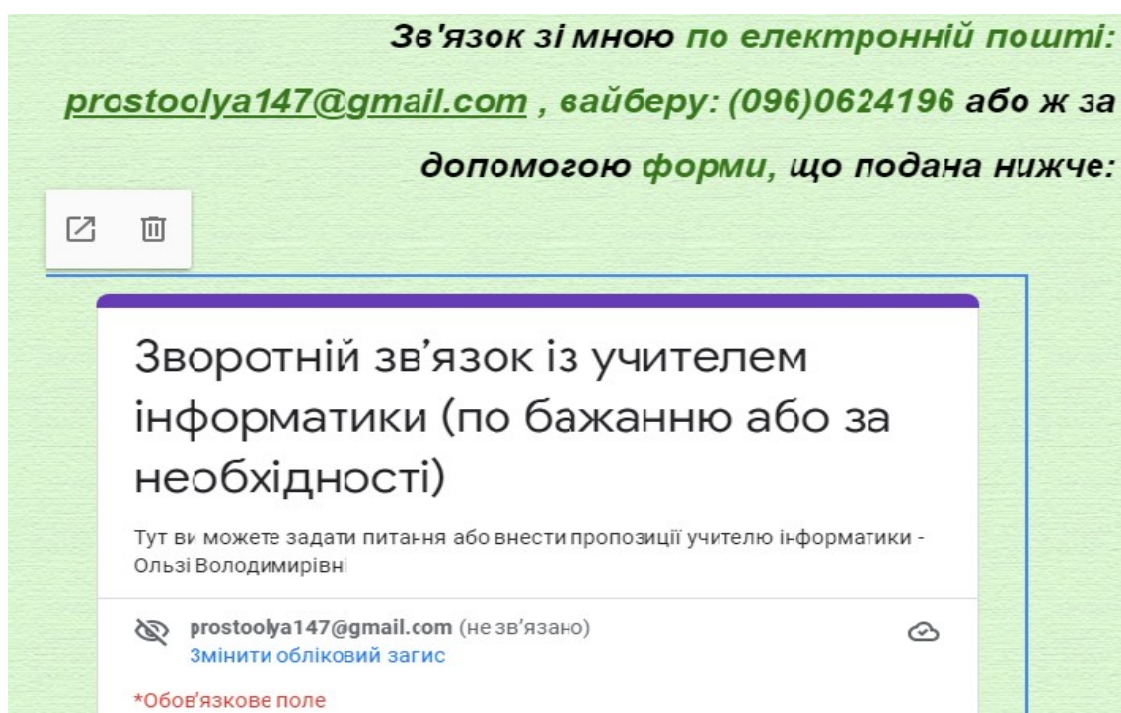 Зв'язок зі мною по електронній пошті:
prostoolya147@gmail.com , вайберу: (096)0624196 або ж за
допомогою форми, що подана нижче:
Зворотній зв’язок із учителем
інформатики (по бажанню або за
необхідності)
Тут ви можете задати питання або внести пропозиції учителю інформатики -
Ользі Володимирівні
prostoolya147@gmail.com (не зв’язано)
Змінити обліковий запис
*Обов’язкове поле